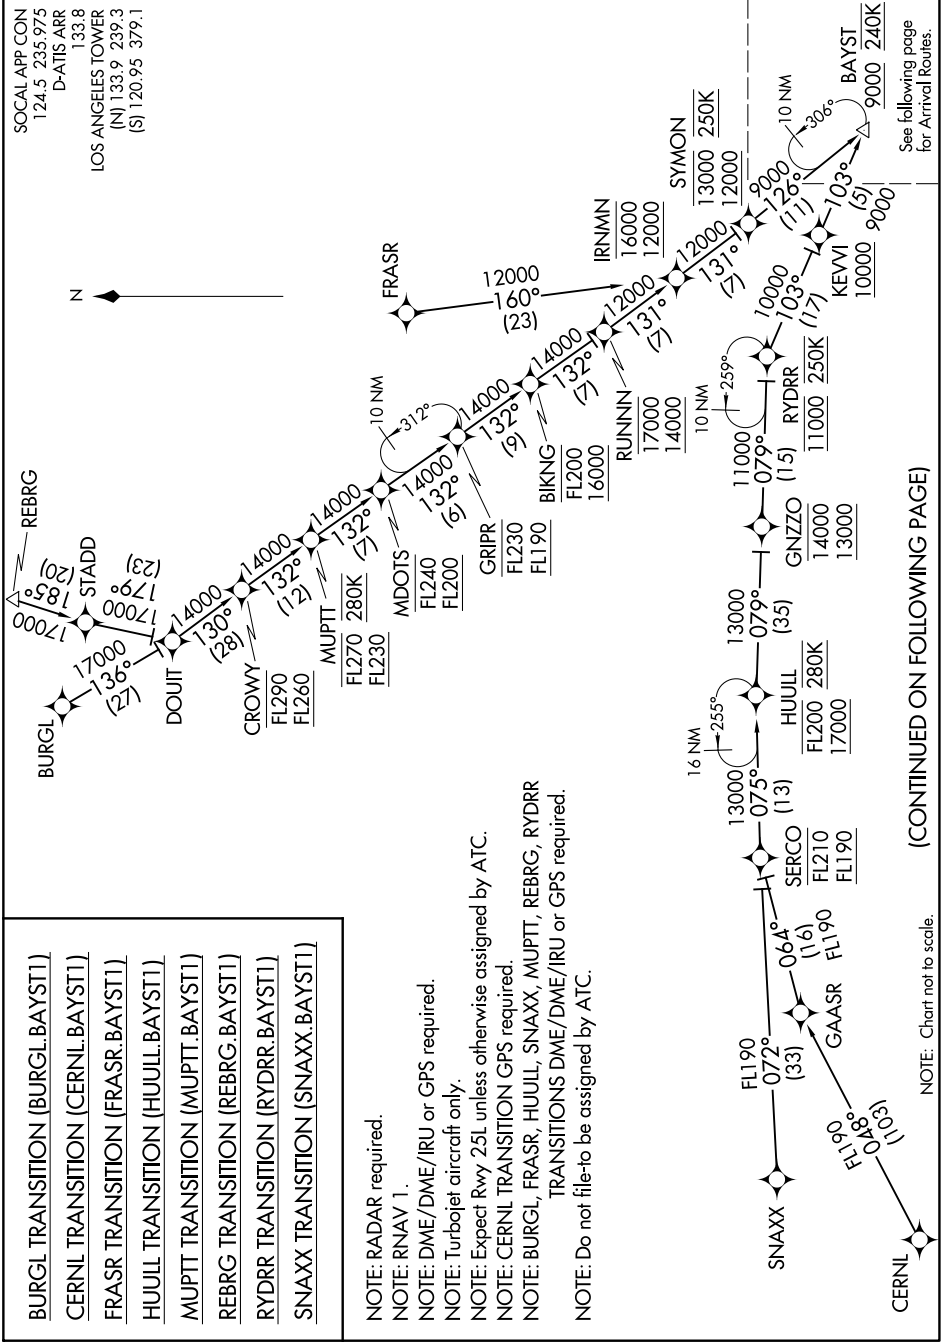 BURGL TRANSITION (BURGL.BAYST1)
CERNL TRANSITION (CERNL.BAYST1)
FRASR TRANSITION (FRASR.BAYST1)
HUULL TRANSITION (HUULL.BAYST1)
MUPTT TRANSITION (MUPTT.BAYST1)
REBRG TRANSITION (REBRG.BAYST1)
RYDRR TRANSITION (RYDRR.BAYST1)
SNAXX TRANSITION (SNAXX.BAYST1)
NOTE: RADAR required.
NOTE: RNAV 1.
NOTE: DME/DME/IRU or GPS required.
NOTE: Turbojet aircraft only.
NOTE: Expect Rwy 25L unless otherwise assigned by ATC.
NOTE: CERNL TRANSITION GPS required.
NOTE: BURGL, FRASR, HUULL, SNAXX, MUPTT, REBRG, RYDRR
TRANSITIONS DME/DME/IRU or GPS required.
NOTE: Do not file-to be assigned by ATC.
SOCAL APP CON
124.5 235.975
D-ATIS ARR
133.8
LOS ANGELES TOWER
(N) 133.9 239.3
(S) 120.95 379.1
N
REBRG
17000
185°
(20)
STADD
17000
179°
(23)
BURGL
17000
136°
(27)
DOUIT
14000
130°
(28)
CROWY
FL290
FL260
14000
132°
(12)
MUPTT
FL270 280K
FL230
14000
132°
(7)
MDOTS
FL240
FL200
10 NM
312°
14000
132°
(6)
GRIPR
FL230
FL190
14000
132°
(9)
BIKNG
FL200
16000
14000
132°
(7)
RUNNN
17000
14000
12000
131°
(7)
FRASR
12000
160°
(23)
IRNMN
16000
12000
12000
131°
(7)
SYMON
13000 250K
12000
9000
126°
(11)
10 NM
306°
BAYST
9000 240K
See following page
for Arrival Routes.
CERNL
FL190
048°
(103)
GAASR
064°
(16)
FL190
SNAXX
FL190
072°
(33)
SERCO
FL210
FL190
13000
075°
(13)
16 NM
255°
HUULL
FL200 280K
17000
13000
079°
(35)
GNZZO
14000
13000
11000
079°
(15)
10 NM
259°
RYDRR
11000 250K
10000
103°
(17)
KEVVI
10000
103°
(5)
9000
NOTE: Chart not to scale.
(CONTINUED ON FOLLOWING PAGE)